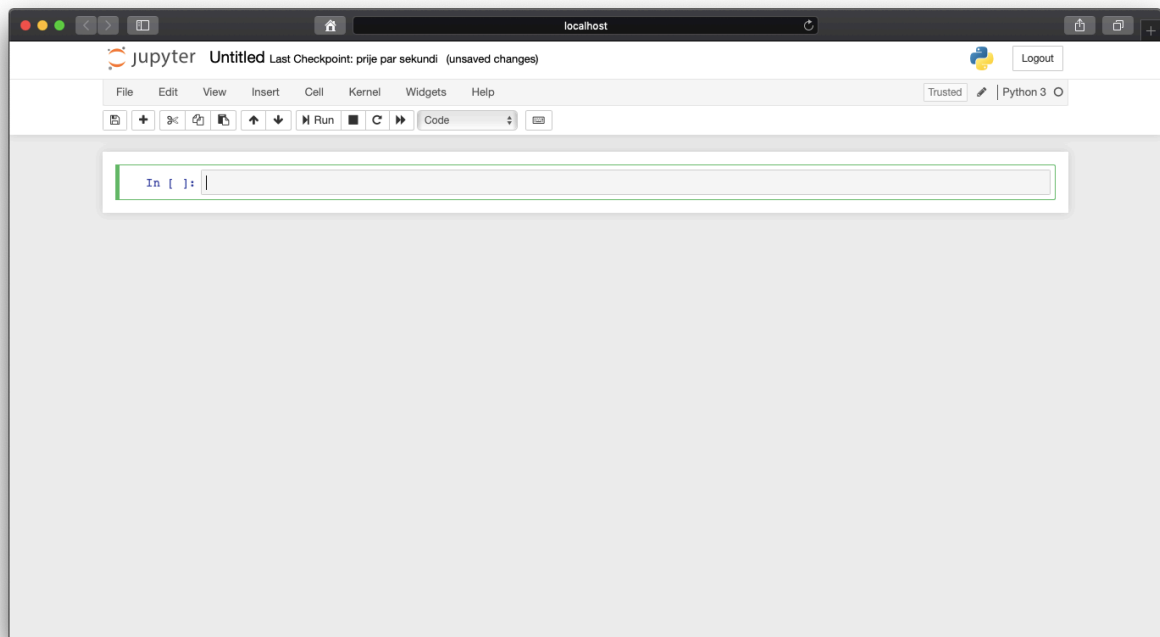 localhost
jupyter Untitled Last Checkpoint: prije par sekundi (unsaved changes) Logout
File Edit View Insert Cell Kernel Widgets Help Trusted Python 3
Run Code
In [ ]: